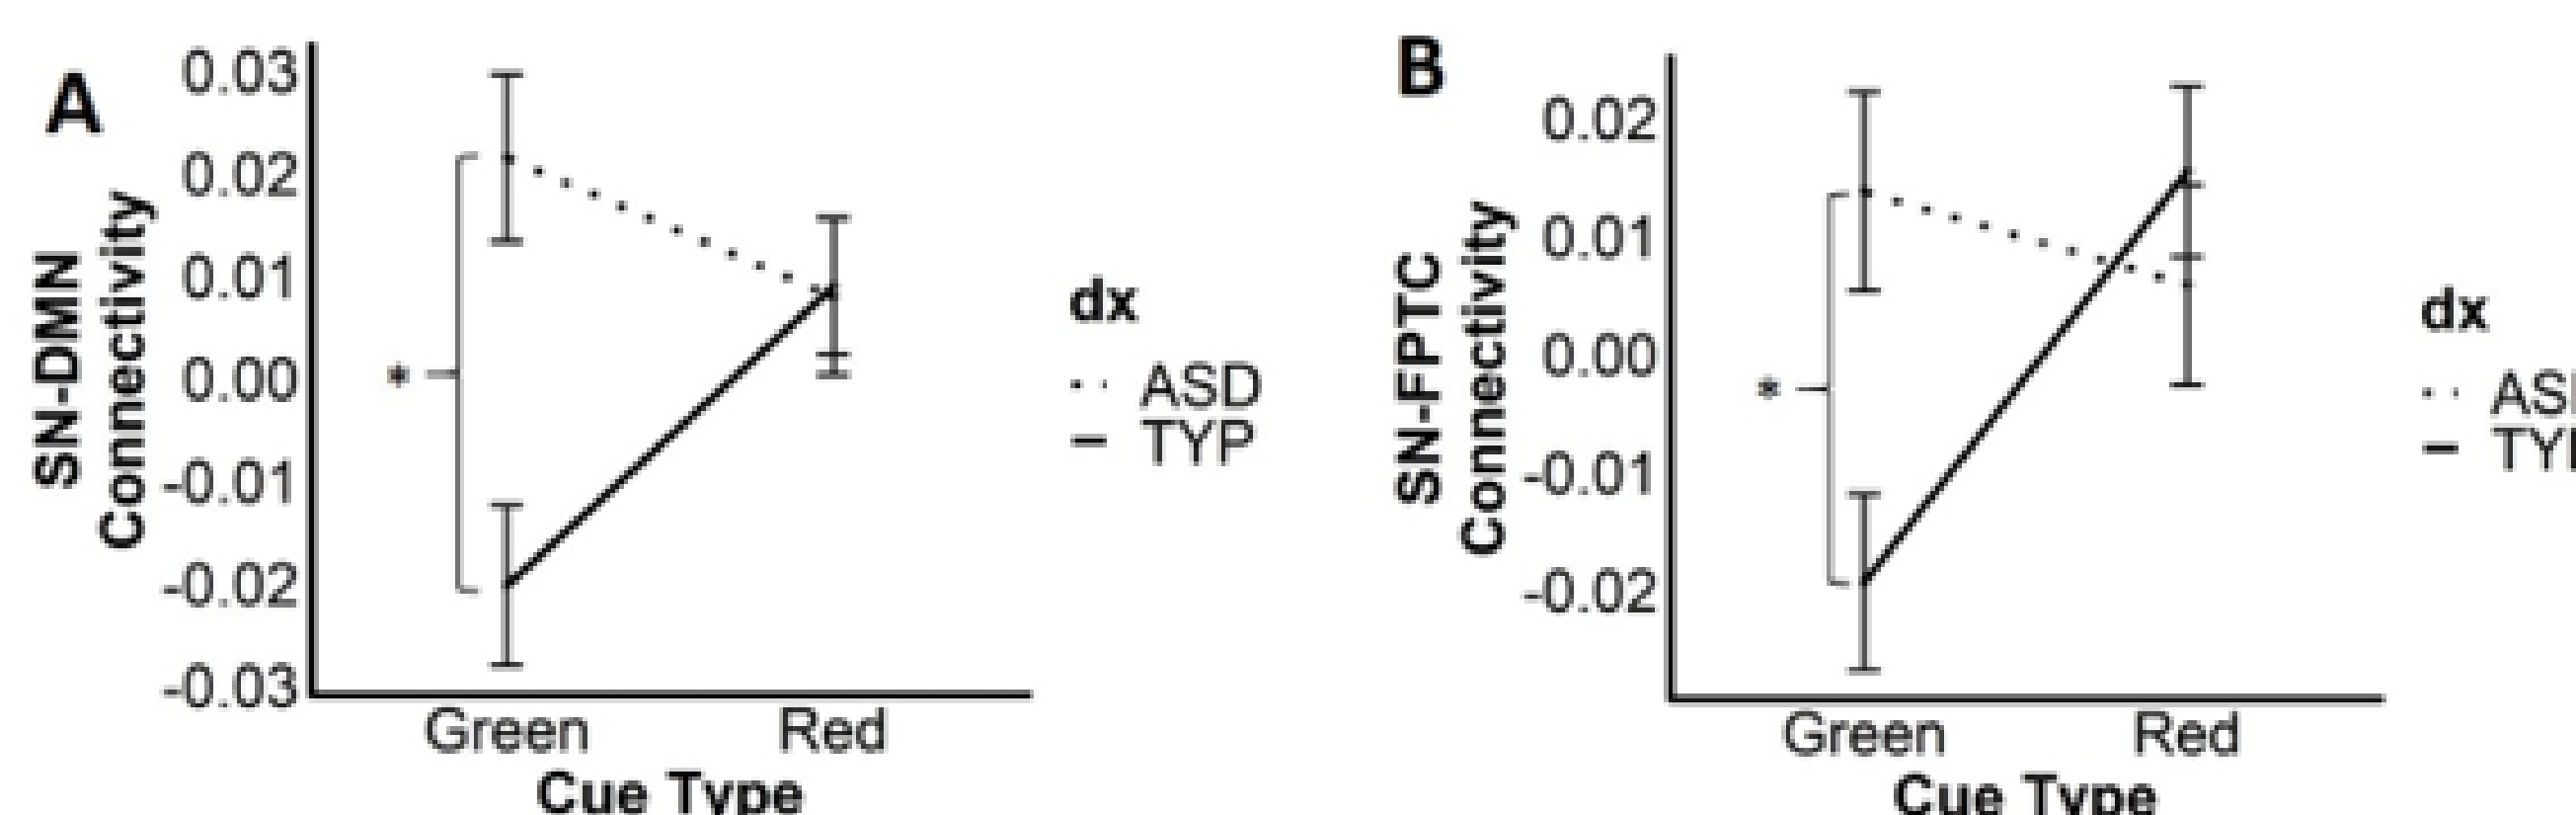 A
0.03
0.02
0.01
0.00
-0.01
-0.02
-0.03
SN-DMN
Connectivity
*
Green Red
Cue Type
dx
ASD
TYP
B
0.02
0.01
0.00
-0.01
-0.02
SN-FPTC
Connectivity
*
Green Red
Cue Type
dx
AS
TY